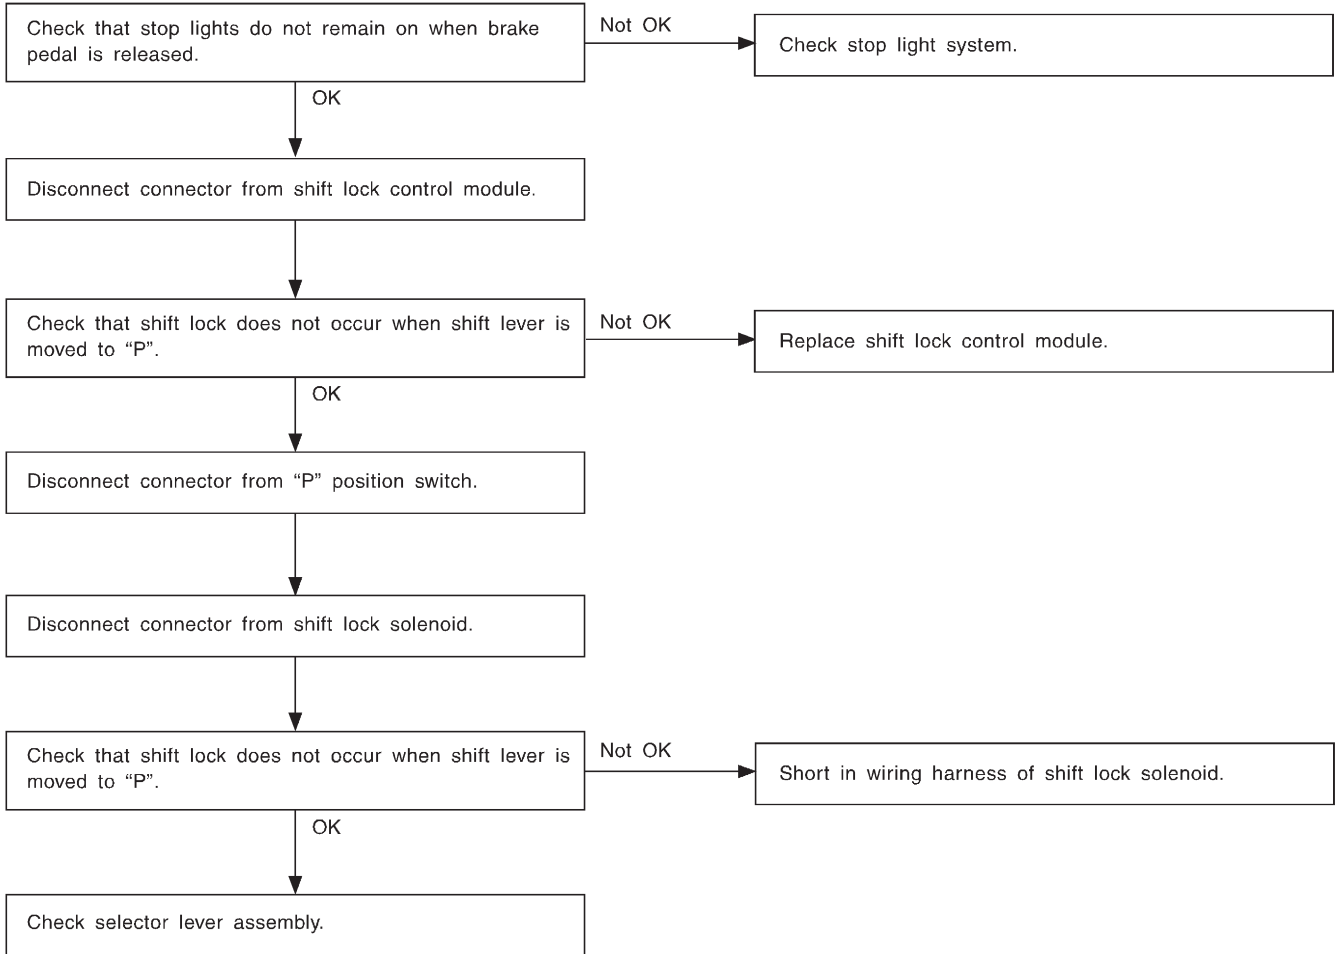 Check that stop lights do not remain on when brake
pedal is released.
Not OK
Check stop light system.
OK
Disconnect connector from shift lock control module.
Check that shift lock does not occur when shift lever is
moved to “P”.
Not OK
Replace shift lock control module.
OK
Disconnect connector from “P” position switch.
Disconnect connector from shift lock solenoid.
Check that shift lock does not occur when shift lever is
moved to “P”.
Not OK
Short in wiring harness of shift lock solenoid.
OK
Check selector lever assembly.